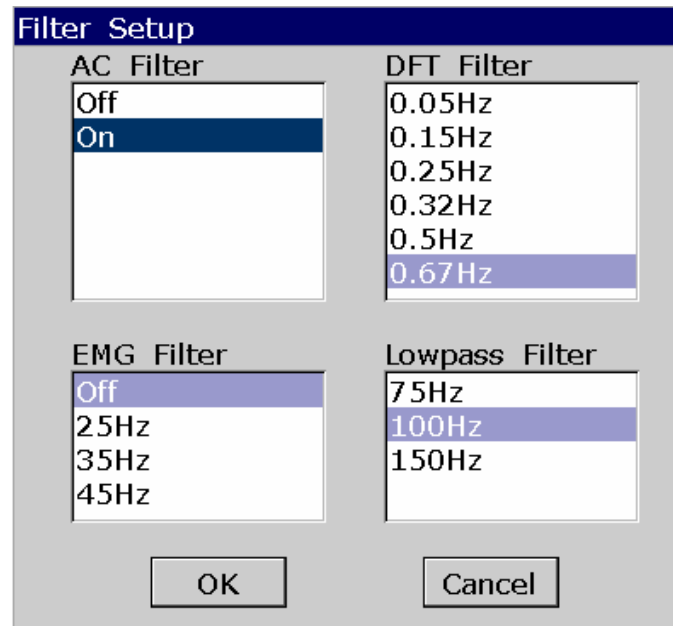 Filter Setup
AC Filter
Off
On
DFT Filter
0.05Hz
0.15Hz
0.25Hz
0.32Hz
0.5Hz
0.67Hz
EMG Filter
Off
25Hz
35Hz
45Hz
Lowpass Filter
75Hz
100Hz
150Hz
OK
Cancel